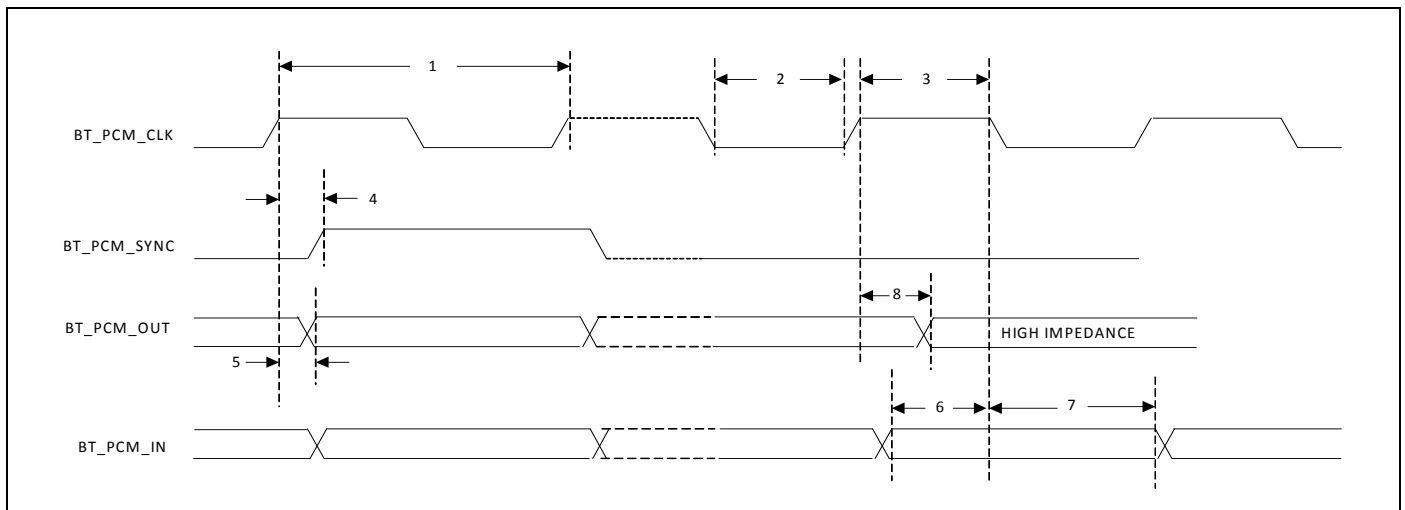 1
2
3
BT_PCM_CLK
4
BT_PCM_SYNC
8
BT_PCM_OUT
HIGH IMPEDANCE
5
6
7
BT_PCM_IN